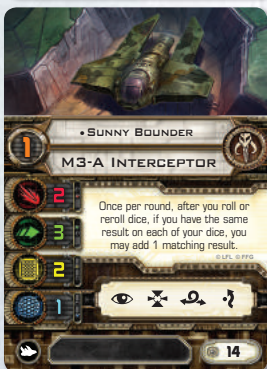 • Sunny Bounder
1
M3-A Interceptor
2
3
2
1
Once per round, after you roll or
reroll dice, if you have the same
result on each of your dice, you
may add 1 matching result.
© LFL © FFG
14